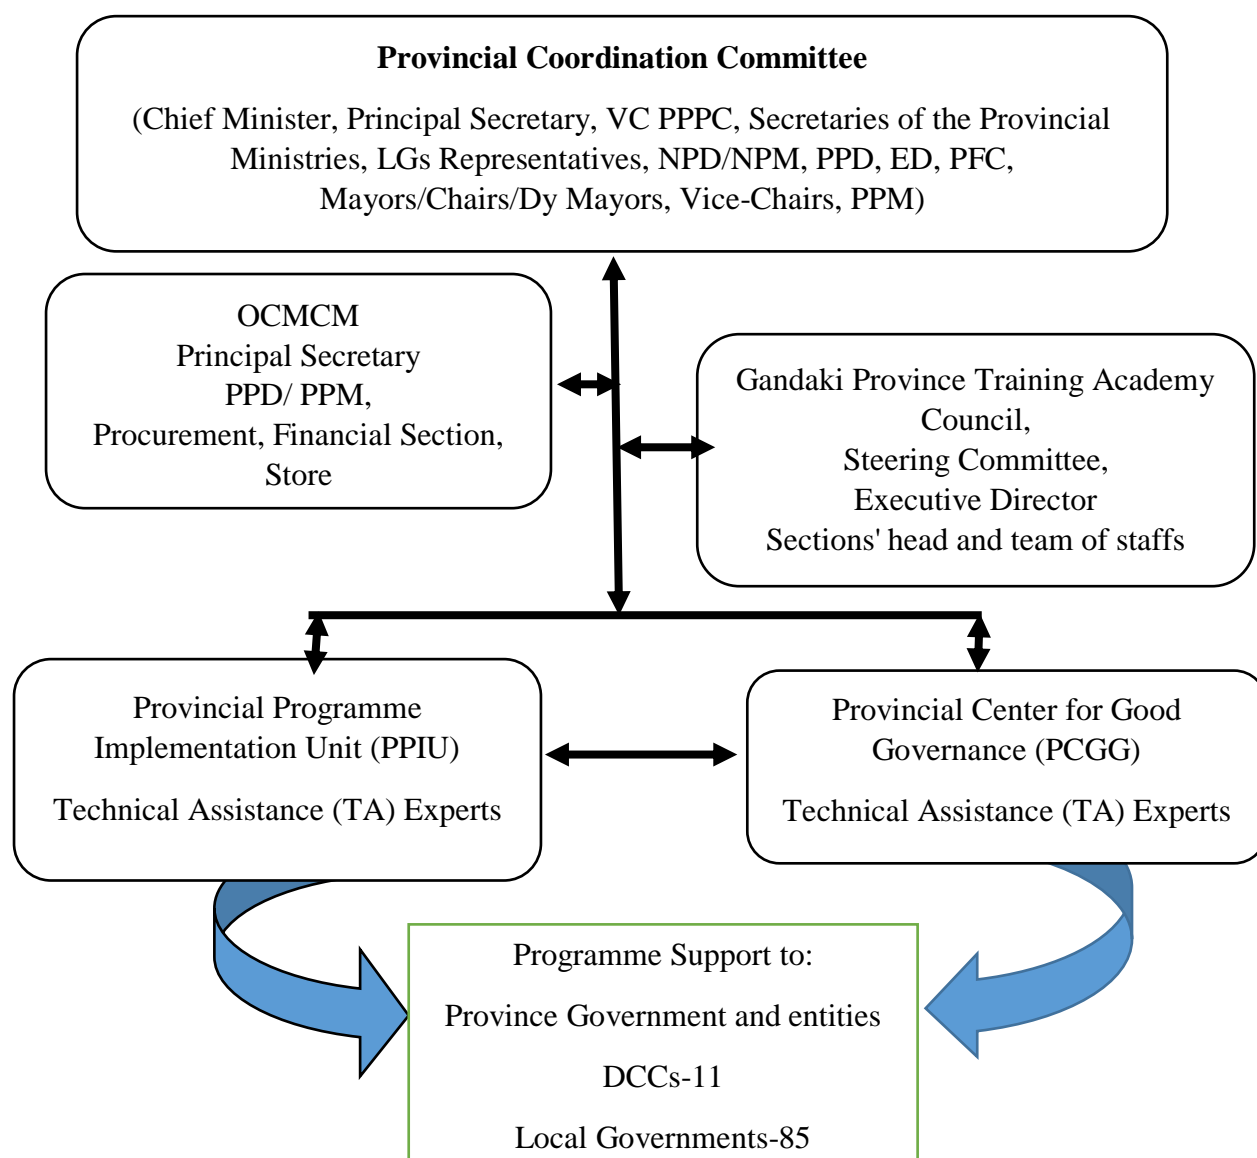 Provincial Coordination Committee
(Chief Minister, Principal Secretary, VC PPPC, Secretaries of the Provincial
Ministries, LGs Representatives, NPD/NPM, PPD, ED, PFC,
Mayors/Chairs/Dy Mayors, Vice-Chairs, PPM)
OCMCM
Principal Secretary
PPD/ PPM,
Procurement, Financial Section,
Store
Gandaki Province Training Academy
Council,
Steering Committee,
Executive Director
Sections' head and team of staffs
Provincial Programme
Implementation Unit (PPIU)
Technical Assistance (TA) Experts
Provincial Center for Good
Governance (PCGG)
Technical Assistance (TA) Experts
Programme Support to:
Province Government and entities
DCCs-11
Local Governments-85